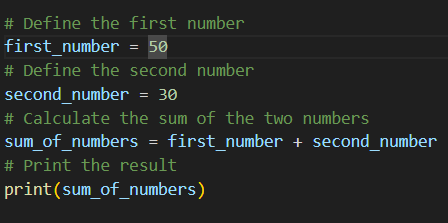 # Define the first number
first_number = 50
# Define the second number
second_number = 30
# Calculate the sum of the two numbers
sum_of_numbers = first_number + second_number
# Print the result
print(sum_of_numbers)